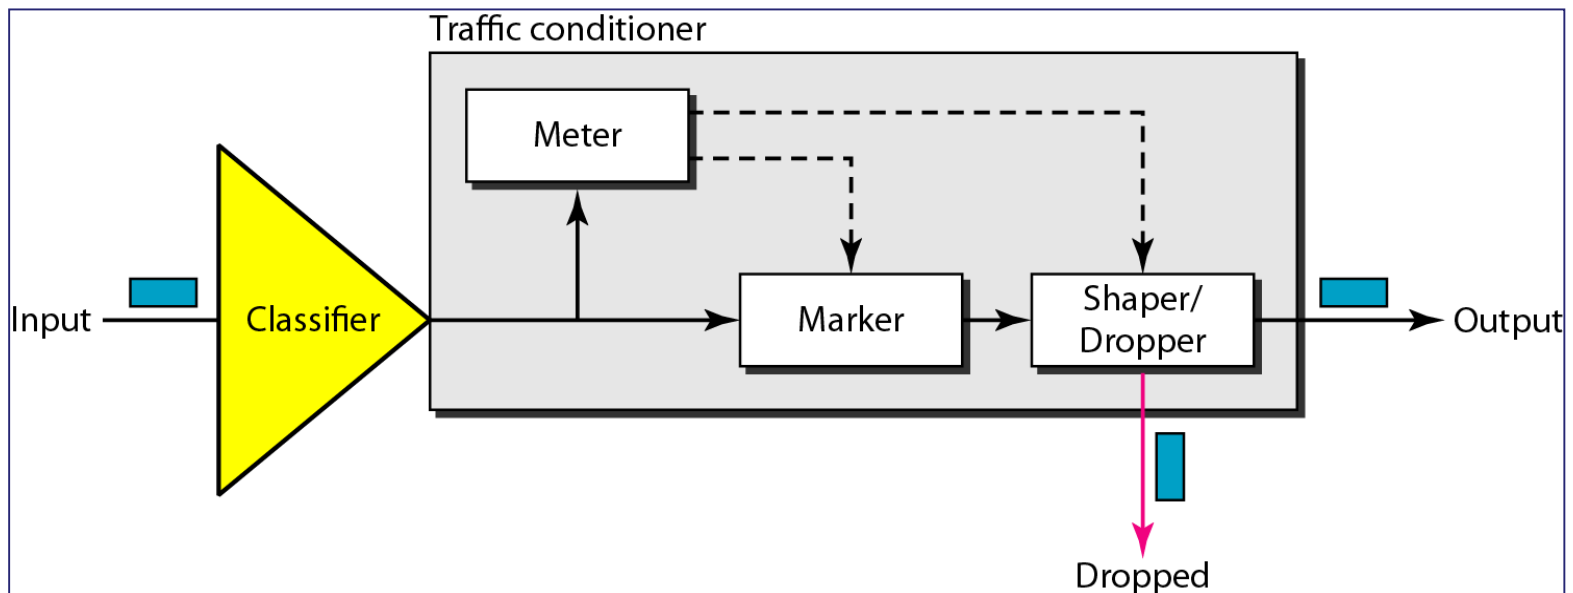 Traffic conditioner
Meter
Input
Classifier
Marker
Shaper/
Dropper
Output
Dropped